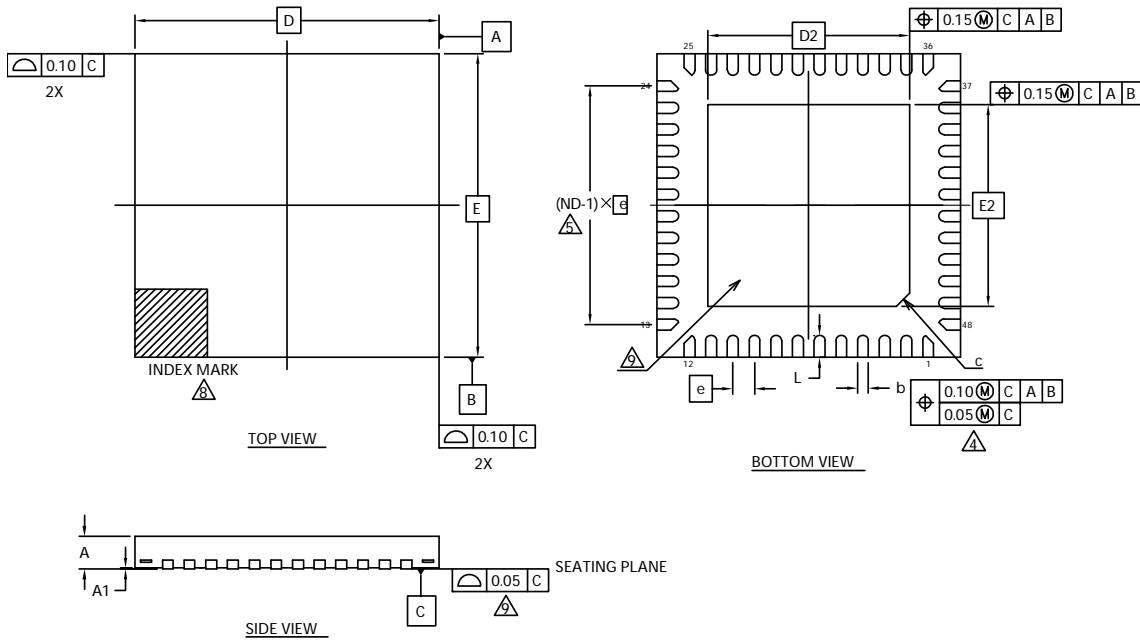 D
A
0.10 C
2X
E
INDEX MARK
8
B
0.10 C
2X
TOP VIEW
D2
0.15 Ⓜ C A B
25
36
24
37
0.15 Ⓜ C A B
(ND-1)×e
5
E2
13
48
9
12
1
L
e
b
c
0.10 Ⓜ C A B
0.05 Ⓜ C
4
BOTTOM VIEW
A
A1
C
0.05 C
9
SEATING PLANE
SIDE VIEW